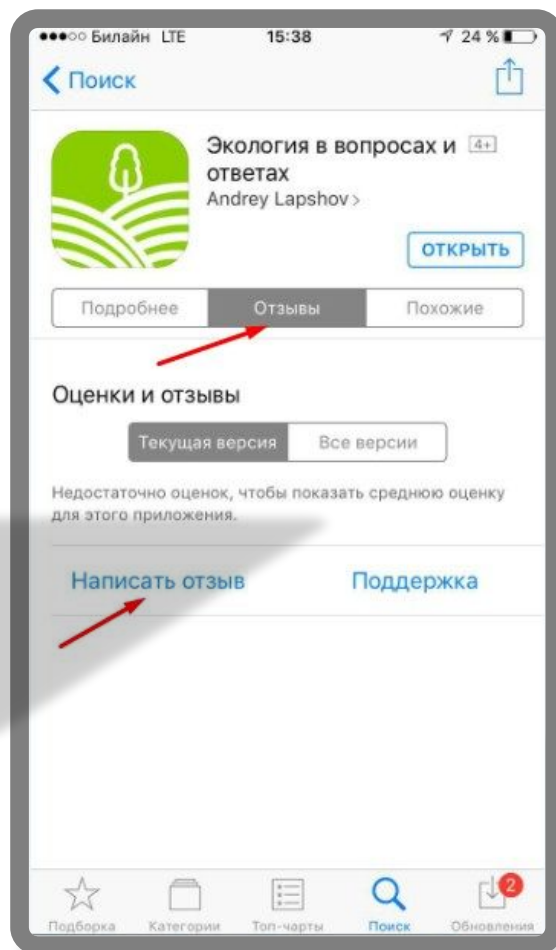 Билайн LTE 15:38 24 %
Поиск
Экология в вопросах и 4+
ответах
Andrey Lapshov >
ОТКРЫТЬ
Подробнее Отзывы Похожие
Оценки и отзывы
Текущая версия Все версии
Недостаточно оценок, чтобы показать среднюю оценку
для этого приложения.
Написать отзыв Поддержка
2
Подборка Категории Топ-чарты Поиск Обновления